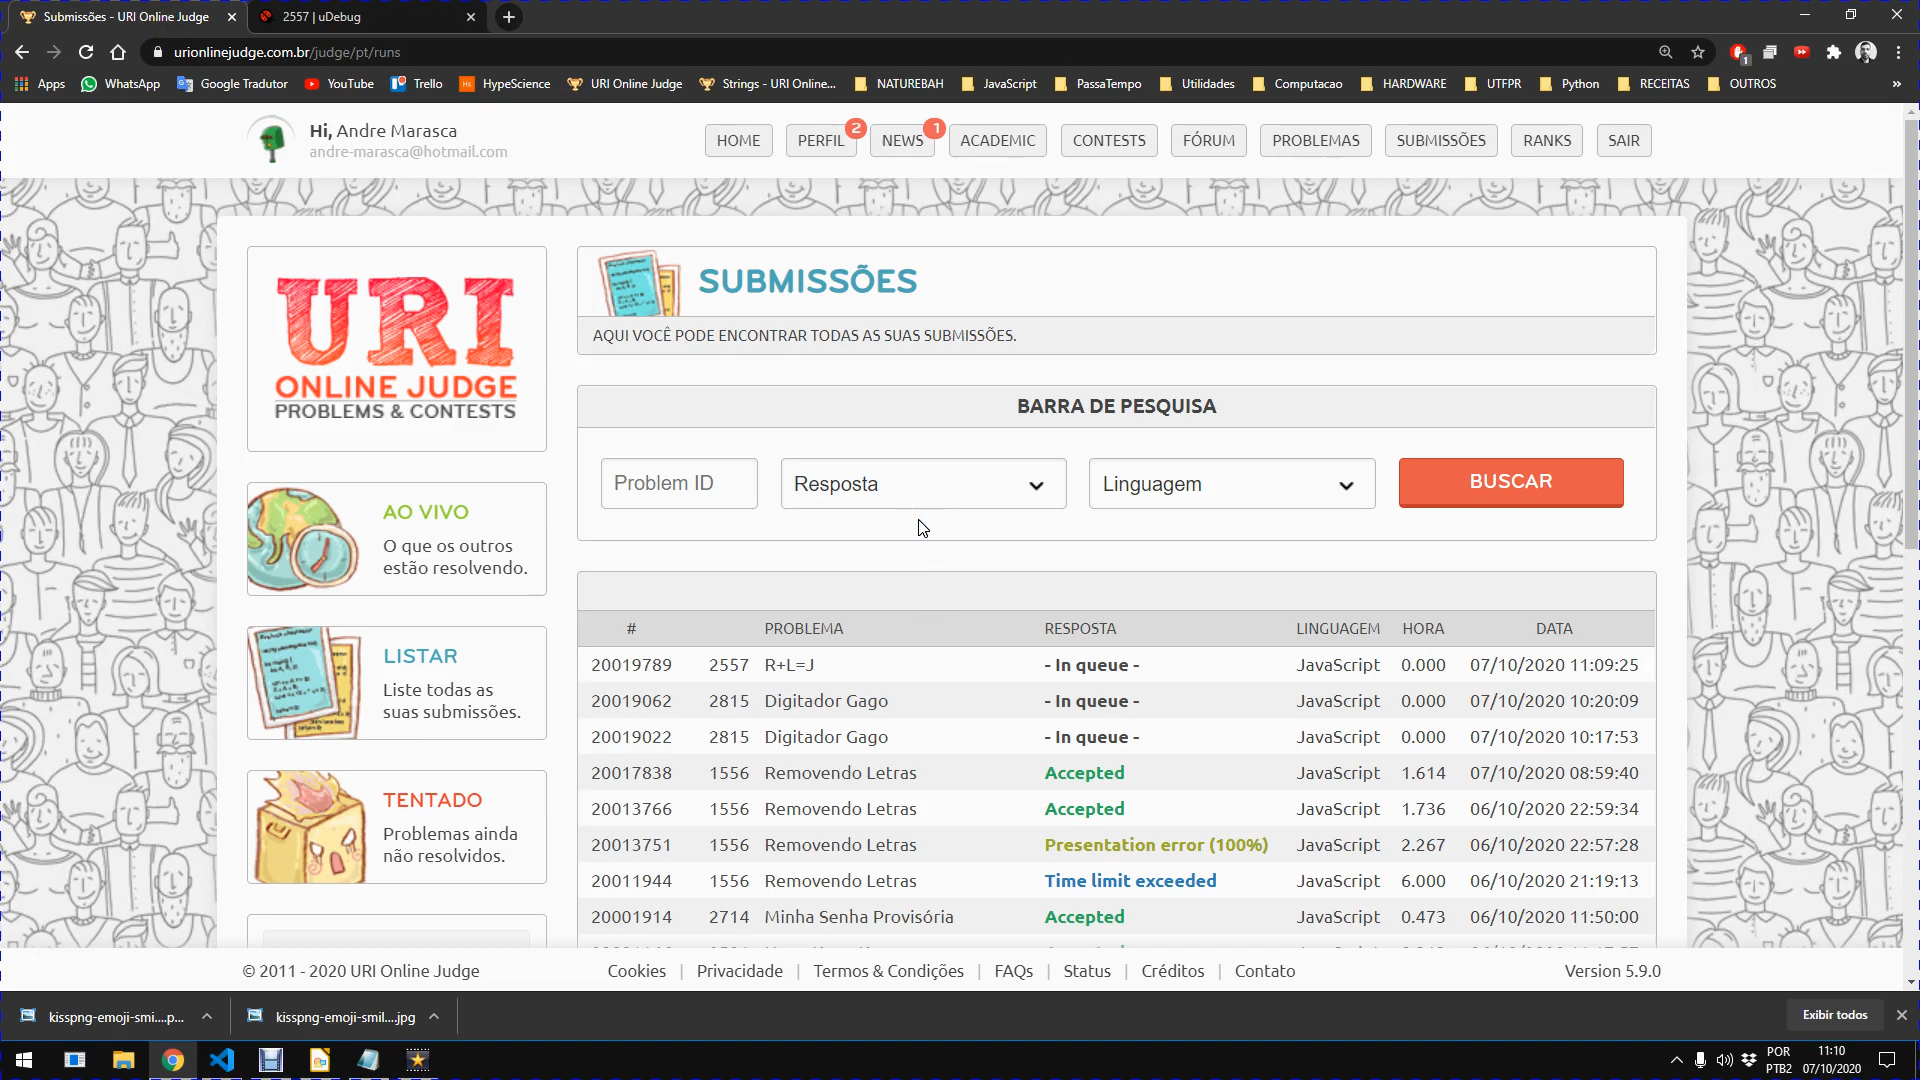 Submissões - URI Online Judge
2557 | uDebug
urionlinejudge.com.br/judge/pt/runs
1
Apps
WhatsApp
Google Tradutor
YouTube
Trello
HypeScience
URI Online Judge
Strings - URI Online...
NATUREBAH
JavaScript
PassaTempo
Utilidades
Computacao
HARDWARE
UTFPR
Python
RECEITAS
OUTROS
»
Hi, Andre Marasca
andre-marasca@hotmail.com
HOME
PERFIL 2
NEWS 1
ACADEMIC
CONTESTS
FÓRUM
PROBLEMAS
SUBMISSÕES
RANKS
SAIR
URI
ONLINE JUDGE
PROBLEMS & CONTESTS
AO VIVO
O que os outros
estão resolvendo.
LISTAR
Liste todas as
suas submissões.
TENTADO
Problemas ainda
não resolvidos.
SUBMISSÕES
AQUI VOCÊ PODE ENCONTRAR TODAS AS SUAS SUBMISSÕES.
BARRA DE PESQUISA
Problem ID Resposta Linguagem BUSCAR
# PROBLEMA RESPOSTA LINGUAGEM HORA DATA
20019789 2557 R+L=J - In queue - JavaScript 0.000 07/10/2020 11:09:25
20019062 2815 Digitador Gago - In queue - JavaScript 0.000 07/10/2020 10:20:09
20019022 2815 Digitador Gago - In queue - JavaScript 0.000 07/10/2020 10:17:53
20017838 1556 Removendo Letras Accepted JavaScript 1.614 07/10/2020 08:59:40
20013766 1556 Removendo Letras Accepted JavaScript 1.736 06/10/2020 22:59:34
20013751 1556 Removendo Letras Presentation error (100%) JavaScript 2.267 06/10/2020 22:57:28
20011944 1556 Removendo Letras Time limit exceeded JavaScript 6.000 06/10/2020 21:19:13
20001914 2714 Minha Senha Provisória Accepted JavaScript 0.473 06/10/2020 11:50:00
© 2011 - 2020 URI Online Judge
Cookies | Privacidade | Termos & Condições | FAQs | Status | Créditos | Contato
Version 5.9.0
kisspng-emoji-smi....p...
kisspng-emoji-smil....jpg
Exibir todos
POR
PTB2
11:10
07/10/2020